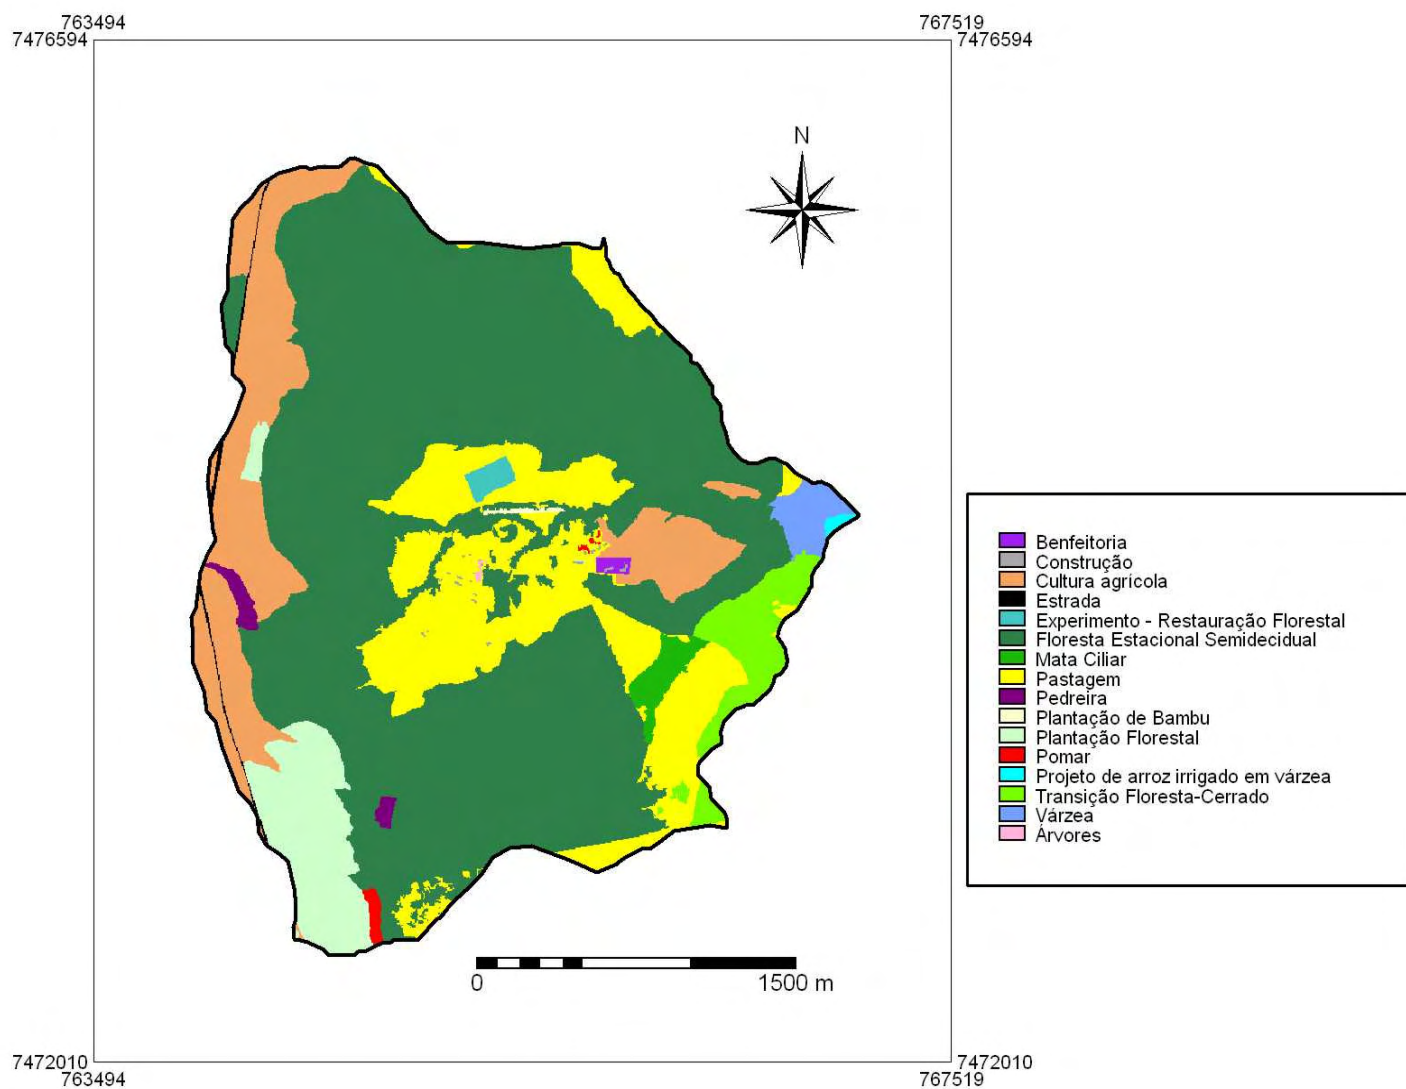 763494
767519
7476594
7476594
N
Benfeitoria
Construção
Cultura agrícola
Estrada
Experimento - Restauração Florestal
Floresta Estacional Semidecidual
Mata Ciliar
Pastagem
Pedreira
Plantação de Bambu
Plantação Florestal
Pomar
Projeto de arroz irrigado em várzea
Transição Floresta-Cerrado
Várzea
Árvores
0
1500 m
7472010
7472010
763494
767519